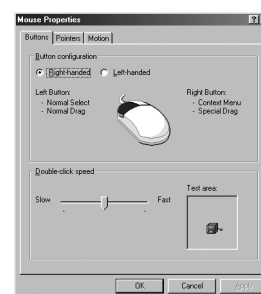 Mouse Properties ?
Buttons Pointers Motion
Button configuration
Right-handed Left-handed
Left Button: Right Button:
- Normal Select - Context Menu
- Normal Drag - Special Drag
Double-click speed
Test area:
Slow Fast
OK Cancel Apply